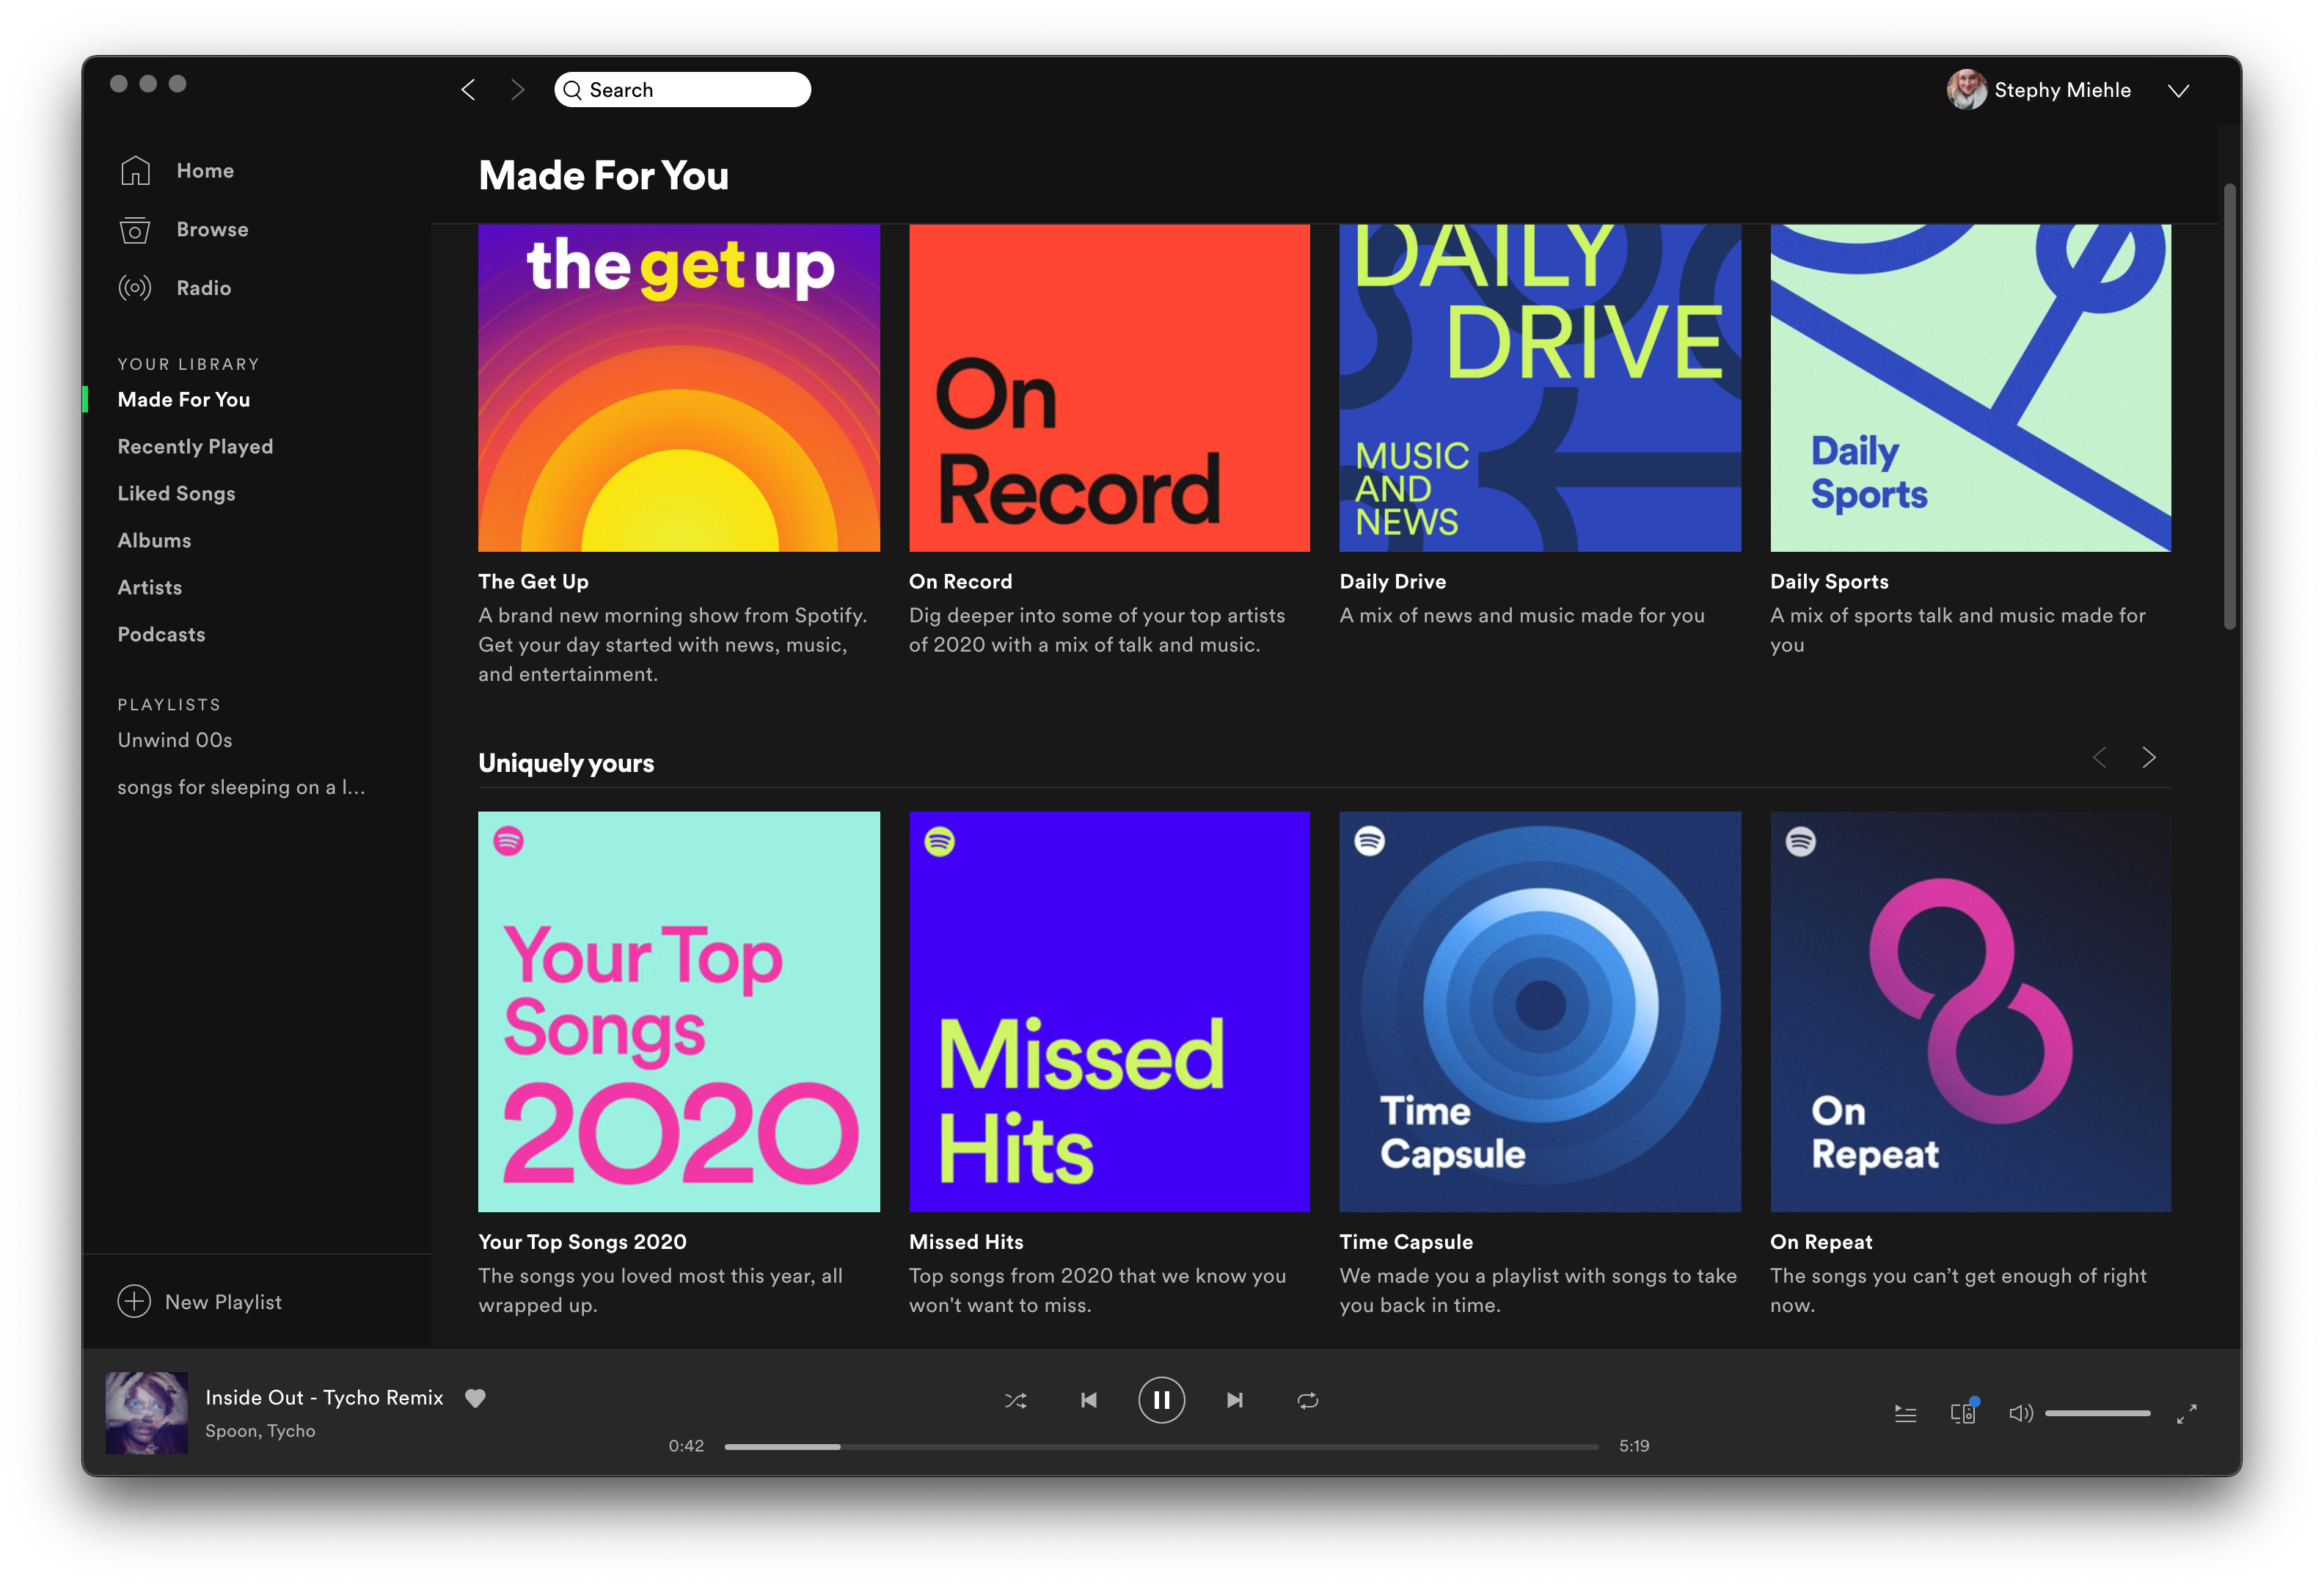 Search
Stephy Miehle
Home
Browse
Radio
YOUR LIBRARY
Made For You
Recently Played
Liked Songs
Albums
Artists
Podcasts
PLAYLISTS
Unwind 00s
songs for sleeping on a l...
New Playlist
Made For You
the get up
On
Record
DAILY
DRIVE
MUSIC
AND
NEWS
Daily
Sports
The Get Up
A brand new morning show from Spotify.
Get your day started with news, music,
and entertainment.
On Record
Dig deeper into some of your top artists
of 2020 with a mix of talk and music.
Daily Drive
A mix of news and music made for you
Daily Sports
A mix of sports talk and music made for
you
Uniquely yours
Your Top
Songs
2020
Missed
Hits
Time
Capsule
On
Repeat
Your Top Songs 2020
The songs you loved most this year, all
wrapped up.
Missed Hits
Top songs from 2020 that we know you
won't want to miss.
Time Capsule
We made you a playlist with songs to take
you back in time.
On Repeat
The songs you can’t get enough of right
now.
Inside Out - Tycho Remix
Spoon, Tycho
0:42
5:19